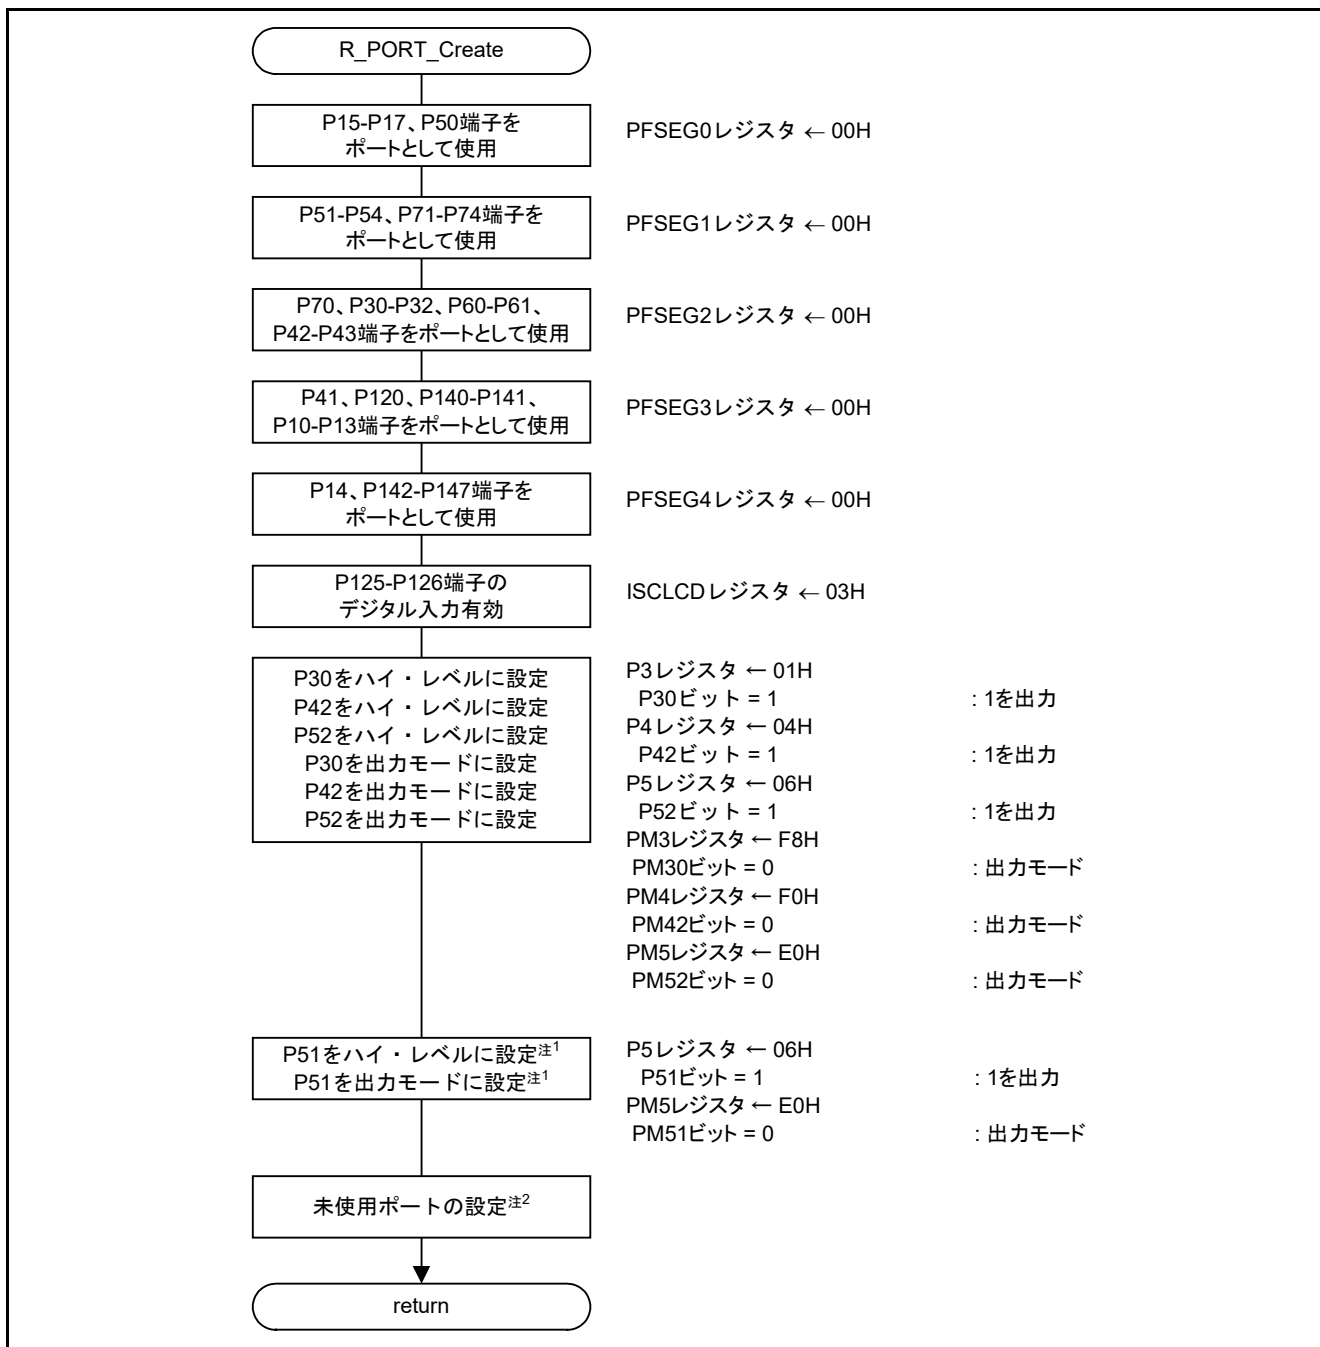 R_PORT_Create
P15-P17、P50端子を
ポートとして使用
PFSEG0レジスタ ← 00H
P51-P54、P71-P74端子を
ポートとして使用
PFSEG1レジスタ ← 00H
P70、P30-P32、P60-P61、
P42-P43端子をポートとして使用
PFSEG2レジスタ ← 00H
P41、P120、P140-P141、
P10-P13端子をポートとして使用
PFSEG3レジスタ ← 00H
P14、P142-P147端子を
ポートとして使用
PFSEG4レジスタ ← 00H
P125-P126端子の
デジタル入力有効
ISCLCDレジスタ ← 03H
P30をハイ・レベルに設定
P42をハイ・レベルに設定
P52をハイ・レベルに設定
P30を出力モードに設定
P42を出力モードに設定
P52を出力モードに設定
P3レジスタ ← 01H
P30ビット = 1 : 1を出力
P4レジスタ ← 04H
P42ビット = 1 : 1を出力
P5レジスタ ← 06H
P52ビット = 1 : 1を出力
PM3レジスタ ← F8H
PM30ビット = 0 : 出力モード
PM4レジスタ ← F0H
PM42ビット = 0 : 出力モード
PM5レジスタ ← E0H
PM52ビット = 0 : 出力モード
P51をハイ・レベルに設定注1
P51を出力モードに設定注1
P5レジスタ ← 06H
P51ビット = 1 : 1を出力
PM5レジスタ ← E0H
PM51ビット = 0 : 出力モード
未使用ポートの設定注2
return